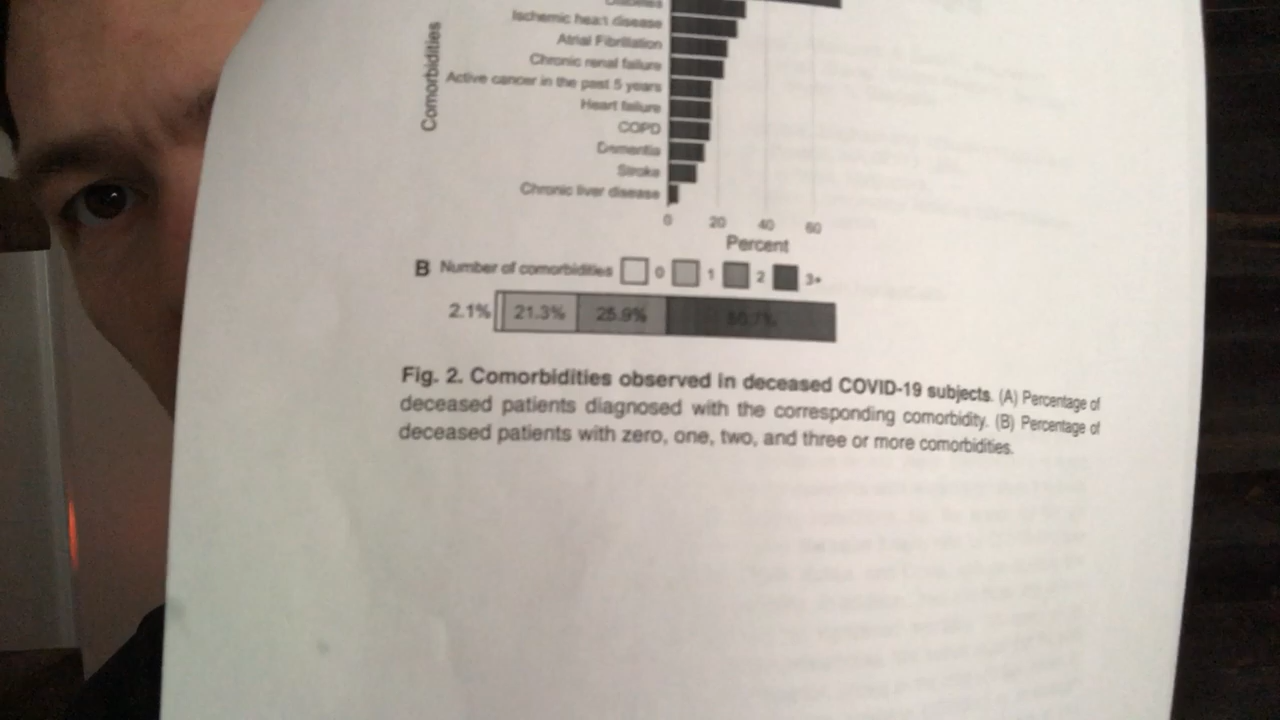 Diabetes
Ischemic heart disease
Atrial Fibrillation
Chronic renal failure
Active cancer in the past 5 years
Heart failure
COPD
Dementia
Stroke
Chronic liver disease
Comorbidities
0 20 40 60
Percent
B Number of comorbidities 0 1 2 3+
2.1% 21.3% 25.9% 50.7%
Fig. 2. Comorbidities observed in deceased COVID-19 subjects. (A) Percentage of
deceased patients diagnosed with the corresponding comorbidity. (B) Percentage of
deceased patients with zero, one, two, and three or more comorbidities.